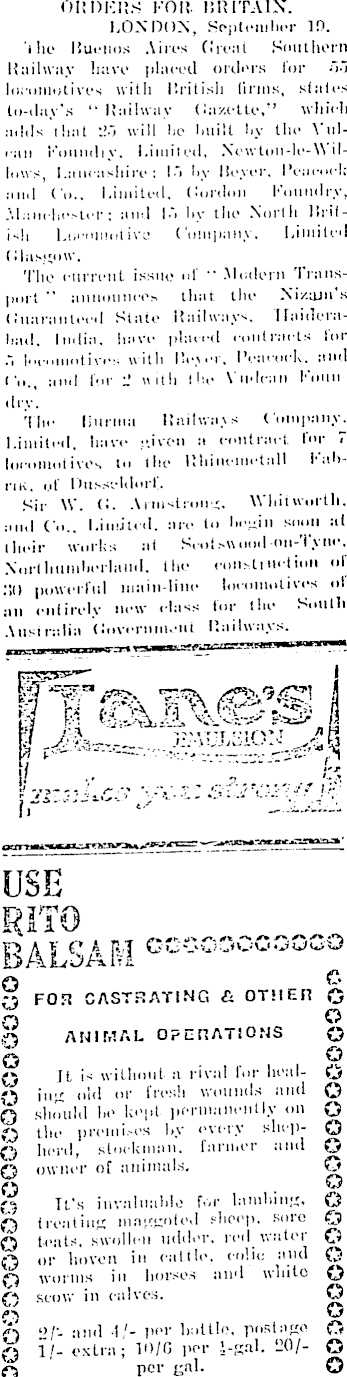 ORDERS FOR BRITAIN.
LONDON, September 19.
The Buenos Aires Great Southern
Railway have placed orders for 55
locomotives with British firms, states
to-day's "Railway Gazette," which
adds that 25 will be built by the Vul-
can Foundry, Limited, Newton-le-Wil-
lows, Lancashire; 15 by Beyer, Peacock
and Co., Limited, Gordon Foundry,
Manchester; and 15 by the North Brit-
ish Locomotive Company, Limited
Glasgow.
The current issue of "Modern Trans-
port" announces that the Nizam's
Guaranteed State Railways, Haidera-
bad, India, have placed contracts for
5 locomotives with Beyer, Peacock, and
Co., and for 2 with the Vulcan Foun-
dry.
The Burma Railways Company,
Limited, have given a contract for 7
locomotives to the Rhinemetall Fab-
rik, of Dusseldorf.
Sir W. G. Armstrong, Whitworth,
and Co., Limited, are to begin soon at
their works at Scotswood-on-Tyne,
Northumberland, the construction of
30 powerful main-line locomotives of
an entirely new class for the South
Australia Government Railways.
Lane's
EMULSION
makes you strong
USE
RITO
BALSAM
FOR CASTRATING & OTHER
ANIMAL OPERATIONS
It is without a rival for heal-
ing old or fresh wounds and
should be kept permanently on
the premises by every shep-
herd, stockman, farmer and
owner of animals.
It's invaluable for lambing,
treating maggoted sheep, sore
teats, swollen udder, red water
or hoven in cattle, colic and
worms in horses and white
scow in calves.
2/- and 4/- per bottle, postage
1/- extra; 10/6 per ½-gal. 20/-
per gal.